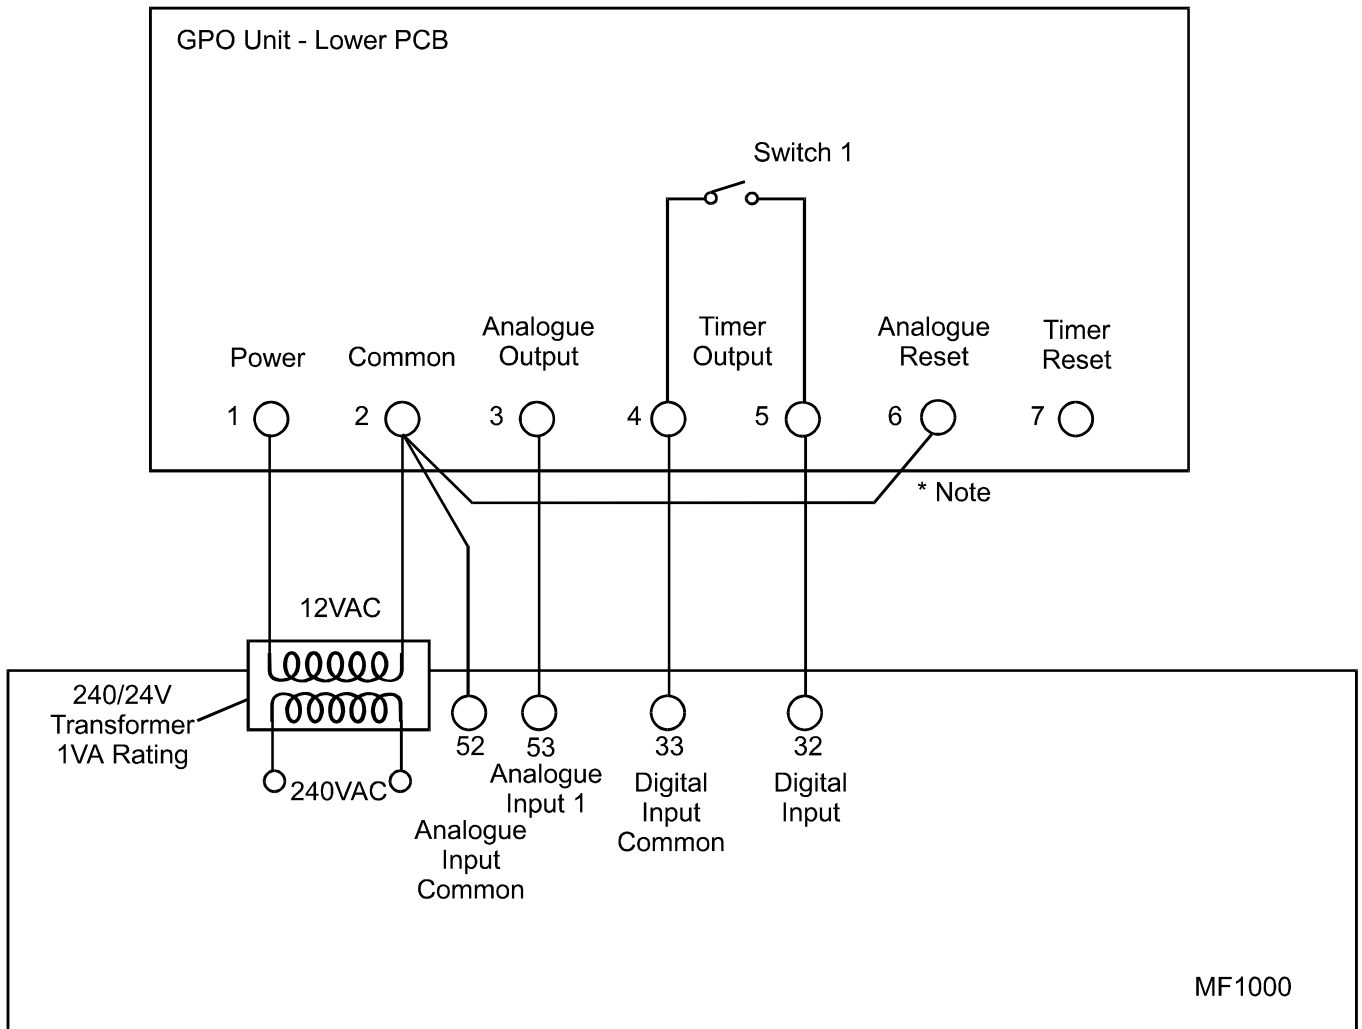 GPO Unit - Lower PCB
Switch 1
Power
Common
Analogue
Output
Timer
Output
Analogue
Reset
Timer
Reset
1
2
3
4
5
6
7
* Note
12VAC
240/24V
Transformer
1VA Rating
240VAC
52
Analogue
Input
Common
53
Analogue
Input 1
33
Digital
Input
Common
32
Digital
Input
MF1000